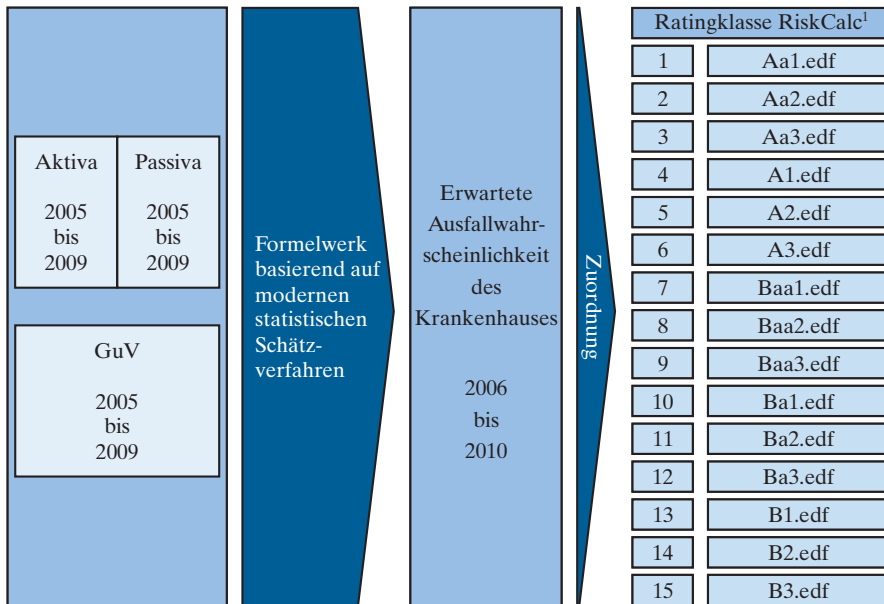 Aktiva
2005
bis
2009
Passiva
2005
bis
2009
GuV
2005
bis
2009
Formelwerk
basierend auf
modernen
statistischen
Schätz-
verfahren
Erwartete
Ausfallwahr-
scheinlichkeit
des
Krankenhauses
2006
bis
2010
Zuordnung
Ratingklasse RiskCalc¹
1 Aa1.edf
2 Aa2.edf
3 Aa3.edf
4 A1.edf
5 A2.edf
6 A3.edf
7 Baa1.edf
8 Baa2.edf
9 Baa3.edf
10 Ba1.edf
11 Ba2.edf
12 Ba3.edf
13 B1.edf
14 B2.edf
15 B3.edf